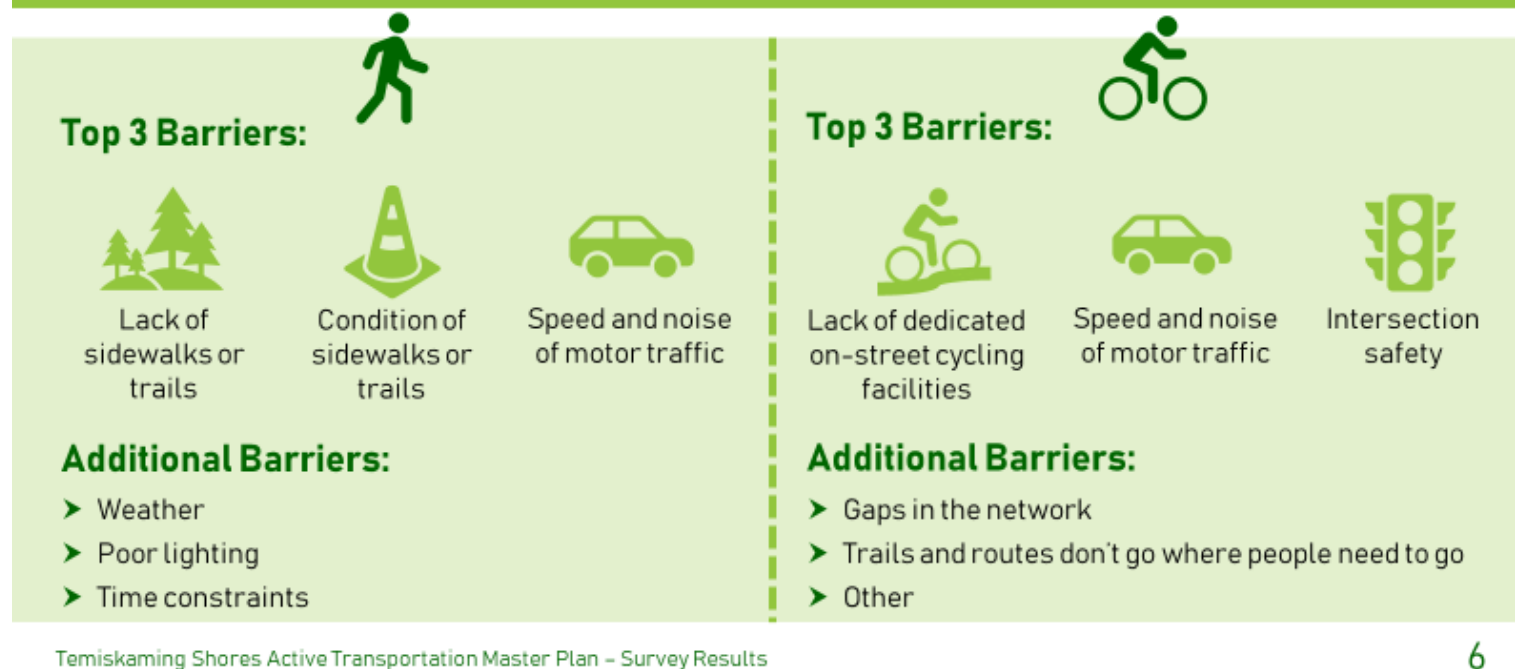 Top 3 Barriers:
Lack of
sidewalks or
trails
Condition of
sidewalks or
trails
Speed and noise
of motor traffic
Additional Barriers:
➤ Weather
➤ Poor lighting
➤ Time constraints
Top 3 Barriers:
Lack of dedicated
on-street cycling
facilities
Speed and noise
of motor traffic
Intersection
safety
Additional Barriers:
➤ Gaps in the network
➤ Trails and routes don't go where people need to go
➤ Other
Temiskaming Shores Active Transportation Master Plan – Survey Results
6